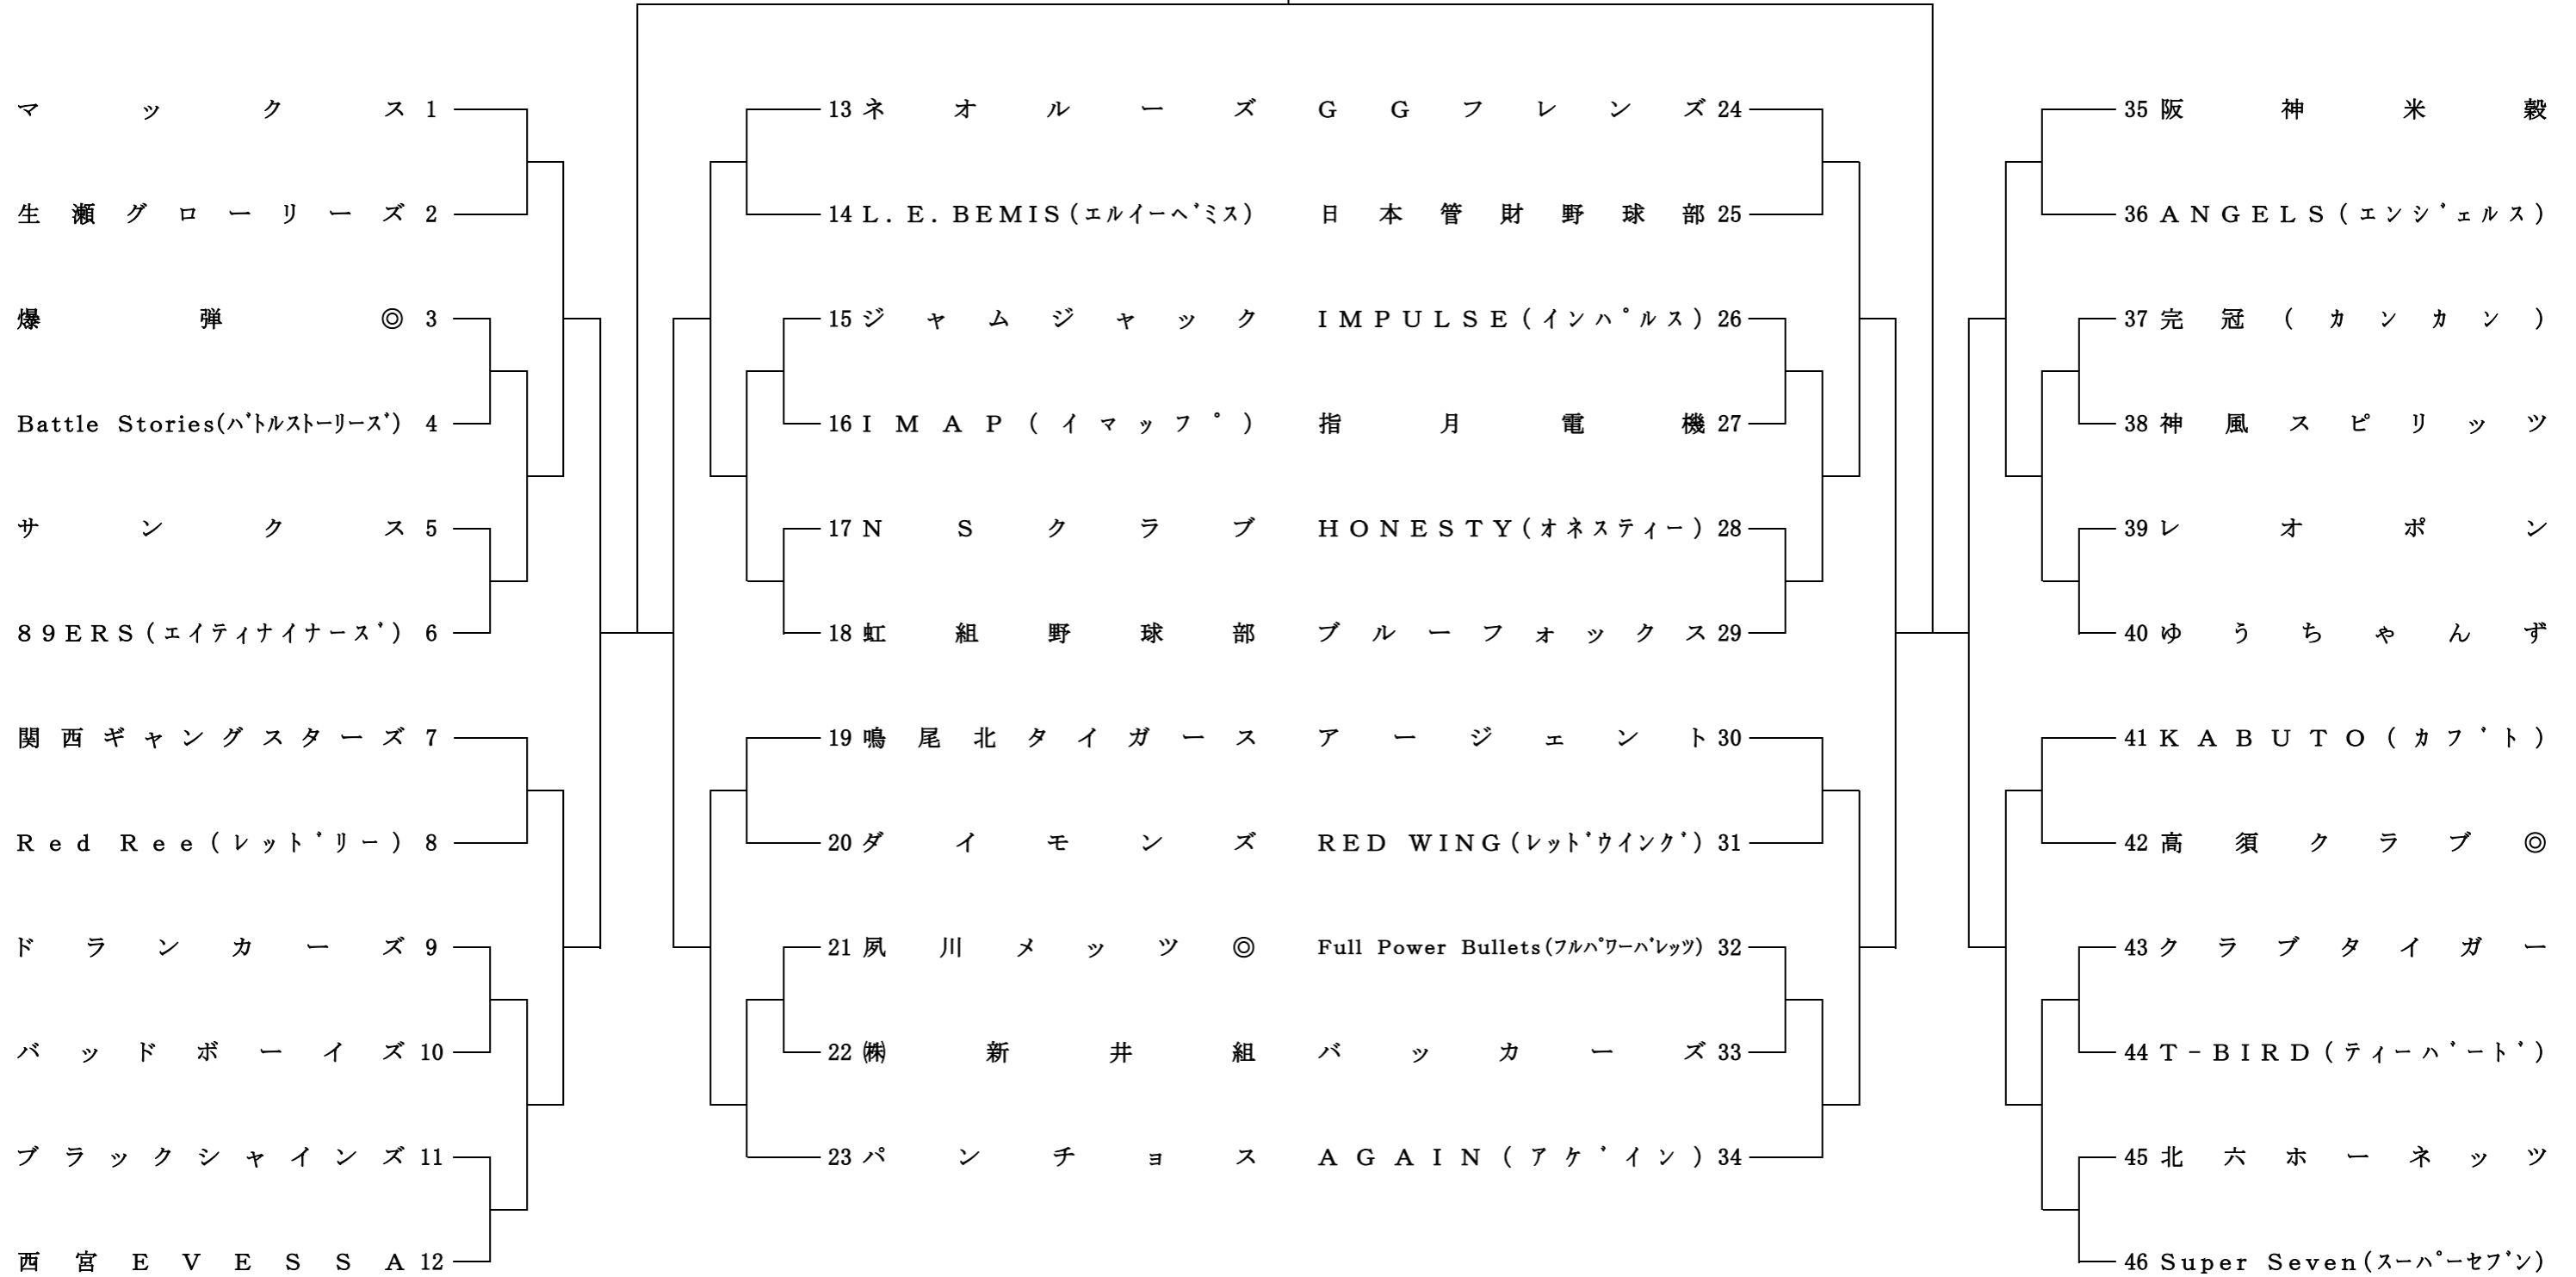 マックス 1
生瀬グローリーズ 2
爆弾◎ 3
Battle Stories(ﾊﾞﾄﾙｽﾄｰﾘｰｽﾞ) 4
サンクス 5
89ERS(ｴｲﾃｨﾅｲﾅｰｽﾞ) 6
関西ギャングスターズ 7
Red Ree(ﾚｯﾄﾞﾘｰ) 8
ドランカーズ 9
バッドボーイズ 10
ブラックシャインズ 11
西宮EVESSA 12
13 ネオルーズ
14 L.E.BEMIS(ｴﾙｲｰﾍﾞﾐｽ)
15 ジャムジャック
16 IMAP(ｲﾏｯﾌﾟ)
17 NSクラブ
18 虹組野球部
19 鳴尾北タイガース
20 ダイモンズ
21 夙川メッツ◎
22 ㈱新井組
23 パンチョス
GGフレンズ 24
日本管財野球部 25
IMPULSE(ｲﾝﾊﾟﾙｽ) 26
指月電機 27
HONESTY(ｵﾈｽﾃｨｰ) 28
ブルーフォックス 29
アージェント 30
RED WING(ﾚｯﾄﾞｳｲﾝｸﾞ) 31
Full Power Bullets(ﾌﾙﾊﾟﾜｰﾊﾞﾚｯﾂ) 32
バッカーズ 33
AGAIN(ｱｹﾞｲﾝ) 34
35 阪神米穀
36 ANGELS(ｴﾝｼﾞｪﾙｽ)
37 完冠(カンカン)
38 神風スピリッツ
39 レオポン
40 ゆうちゃんず
41 KABUTO(ｶﾌﾞﾄ)
42 高須クラブ◎
43 クラブタイガー
44 T-BIRD(ﾃｨｰﾊﾞｰﾄﾞ)
45 北六ホーネッツ
46 Super Seven(ｽｰﾊﾟｰｾﾌﾞﾝ)